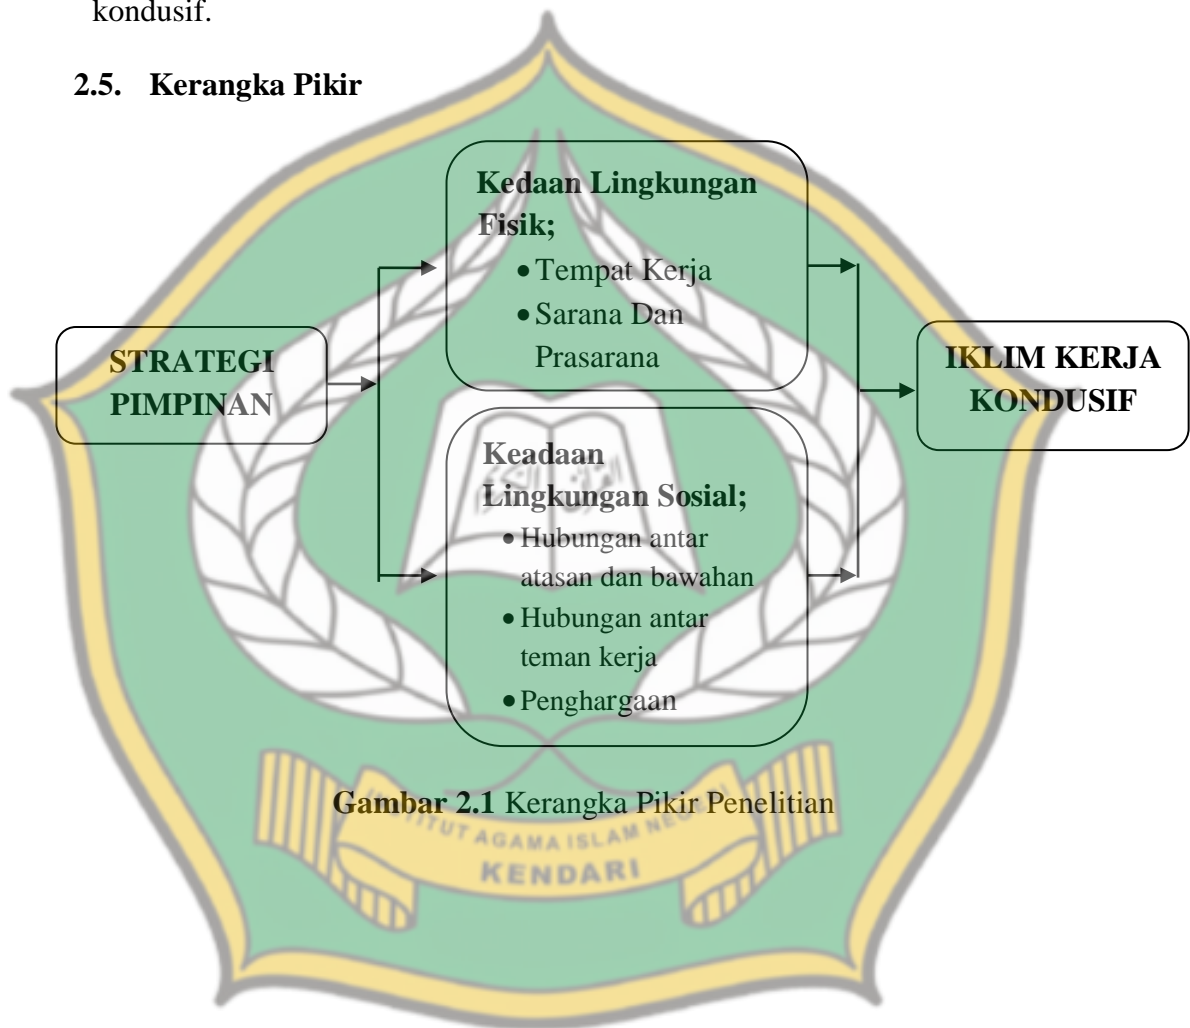 kondusif.
2.5. Kerangka Pikir
Kedaan Lingkungan
Fisik;
• Tempat Kerja
• Sarana Dan
Prasarana
STRATEGI
PIMPINAN
IKLIM KERJA
KONDUSIF
Keadaan
Lingkungan Sosial;
• Hubungan antar
atasan dan bawahan
• Hubungan antar
teman kerja
• Penghargaan
Gambar 2.1 Kerangka Pikir Penelitian
INSTITUT AGAMA ISLAM NEGERI
KENDARI